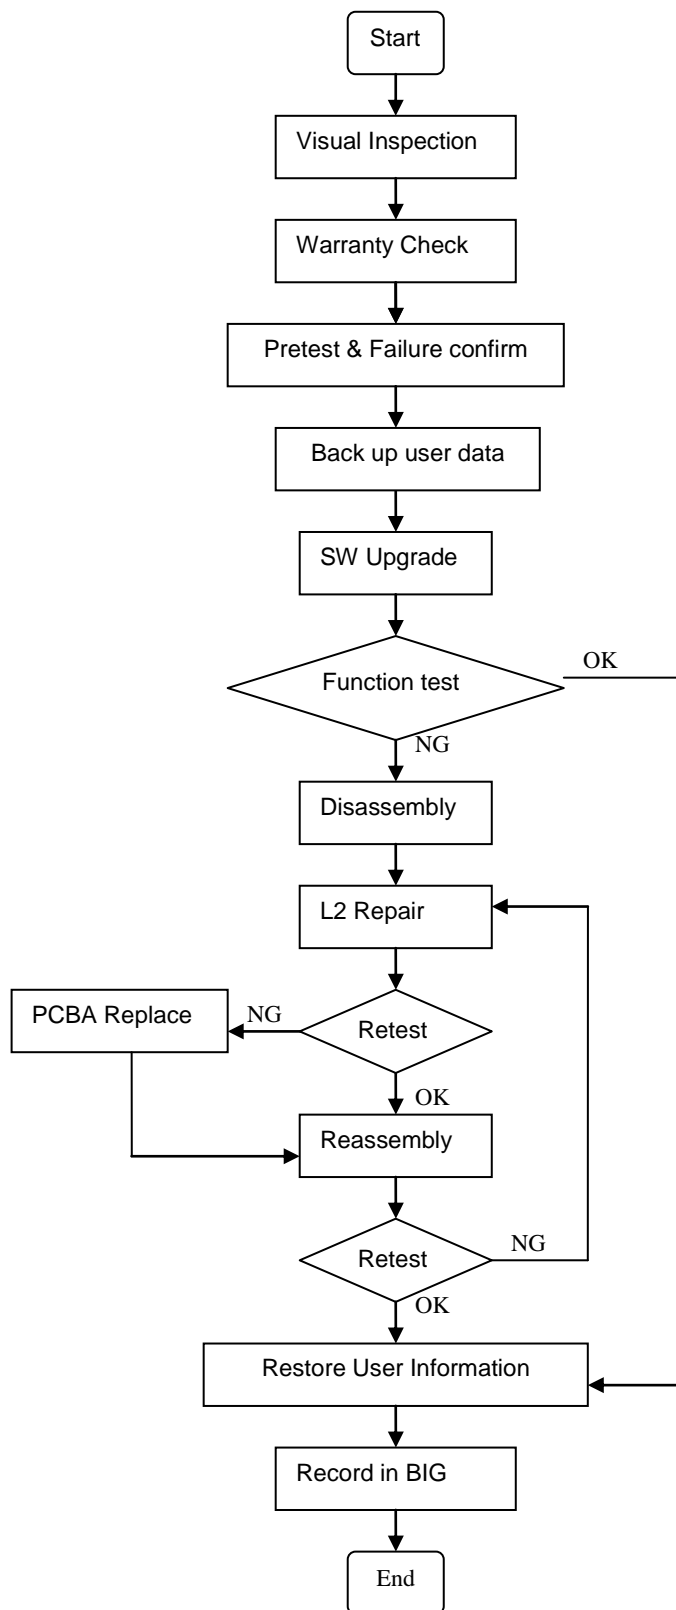 Start
Visual Inspection
Warranty Check
Pretest & Failure confirm
Back up user data
SW Upgrade
OK
Function test
NG
Disassembly
L2 Repair
PCBA Replace
NG
Retest
OK
Reassembly
Retest
NG
OK
Restore User Information
Record in BIG
End